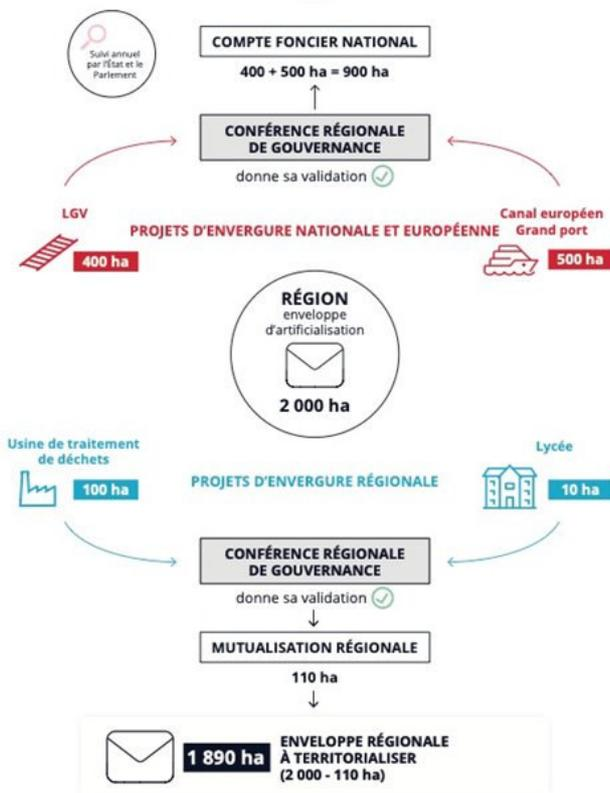 Suivi annuel
par l'État et le
Parlement
COMPTE FONCIER NATIONAL
400 + 500 ha = 900 ha
CONFÉRENCE RÉGIONALE
DE GOUVERNANCE
donne sa validation
LGV
400 ha
PROJETS D'ENVERGURE NATIONALE ET EUROPÉENNE
Canal européen
Grand port
500 ha
RÉGION
enveloppe
d'artificialisation
2 000 ha
Usine de traitement
de déchets
100 ha
PROJETS D'ENVERGURE RÉGIONALE
Lycée
10 ha
CONFÉRENCE RÉGIONALE
DE GOUVERNANCE
donne sa validation
MUTUALISATION RÉGIONALE
110 ha
1 890 ha
ENVELOPPE RÉGIONALE
À TERRITORIALISER
(2 000 - 110 ha)